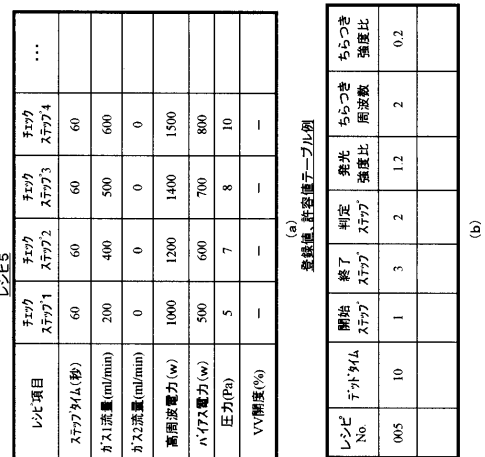 レシピ5
レシピ項目 チェックステップ1 チェックステップ2 チェックステップ3 チェックステップ4 …
ステップタイム(秒) 60 60 60 60
ガス1流量(ml/min) 200 400 500 600
ガス2流量(ml/min) 0 0 0 0
高周波電力(w) 1000 1200 1400 1500
バイアス電力(w) 500 600 700 800
圧力(Pa) 5 7 8 10
VV開度(%) － － － －
(a)
登録値、許容値テーブル例
レシピNo. デットタイム 開始ステップ 終了ステップ 判定ステップ 発光強度比 ちらつき周波数 ちらつき強度比
005 10 1 3 2 1.2 2 0.2
(b)